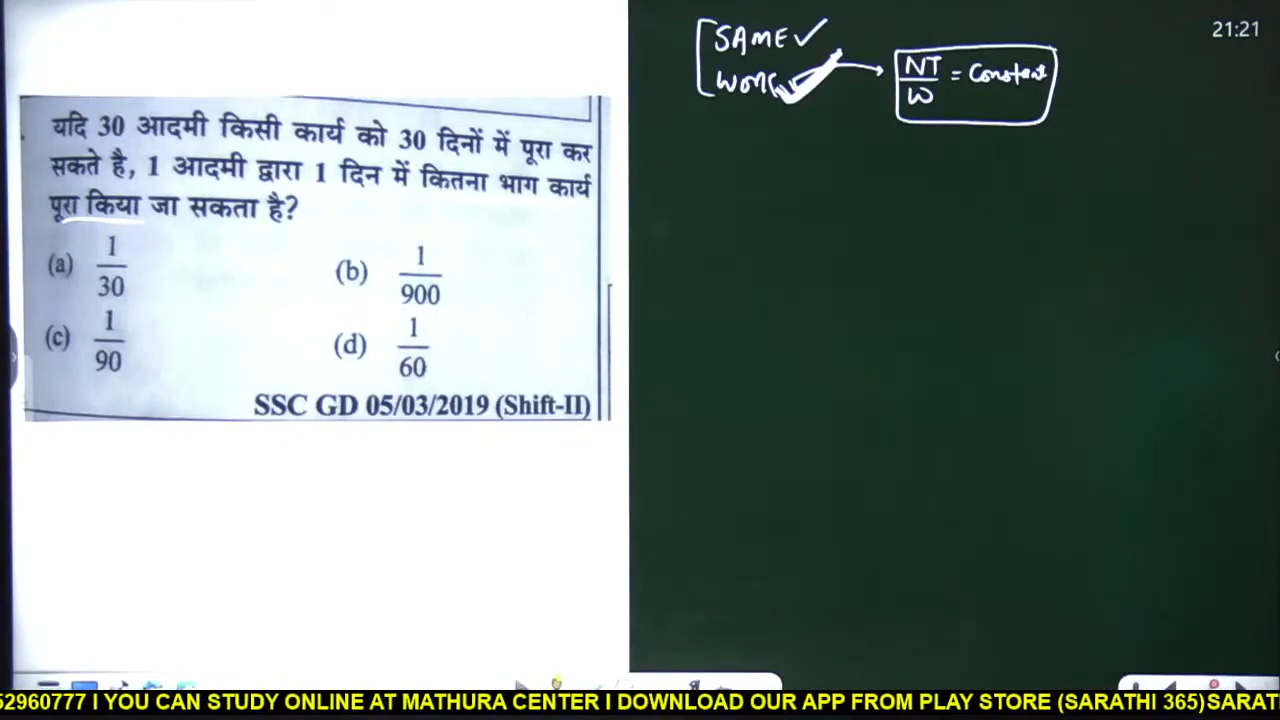 SAME
21:21
NT
W
= Constant
यदि 30 आदमी किसी कार्य को 30 दिनों में पूरा कर
सकते है, 1 आदमी द्वारा 1 दिन में कितना भाग कार्य
पूरा किया जा सकता है?
(a) 1/30
(b) 1/900
(c) 1/90
(d) 1/60
SSC GD 05/03/2019 (Shift-II)
52960777 I YOU CAN STUDY ONLINE AT MATHURA CENTER I DOWNLOAD OUR APP FROM PLAY STORE (SARATHI 365)SARAT